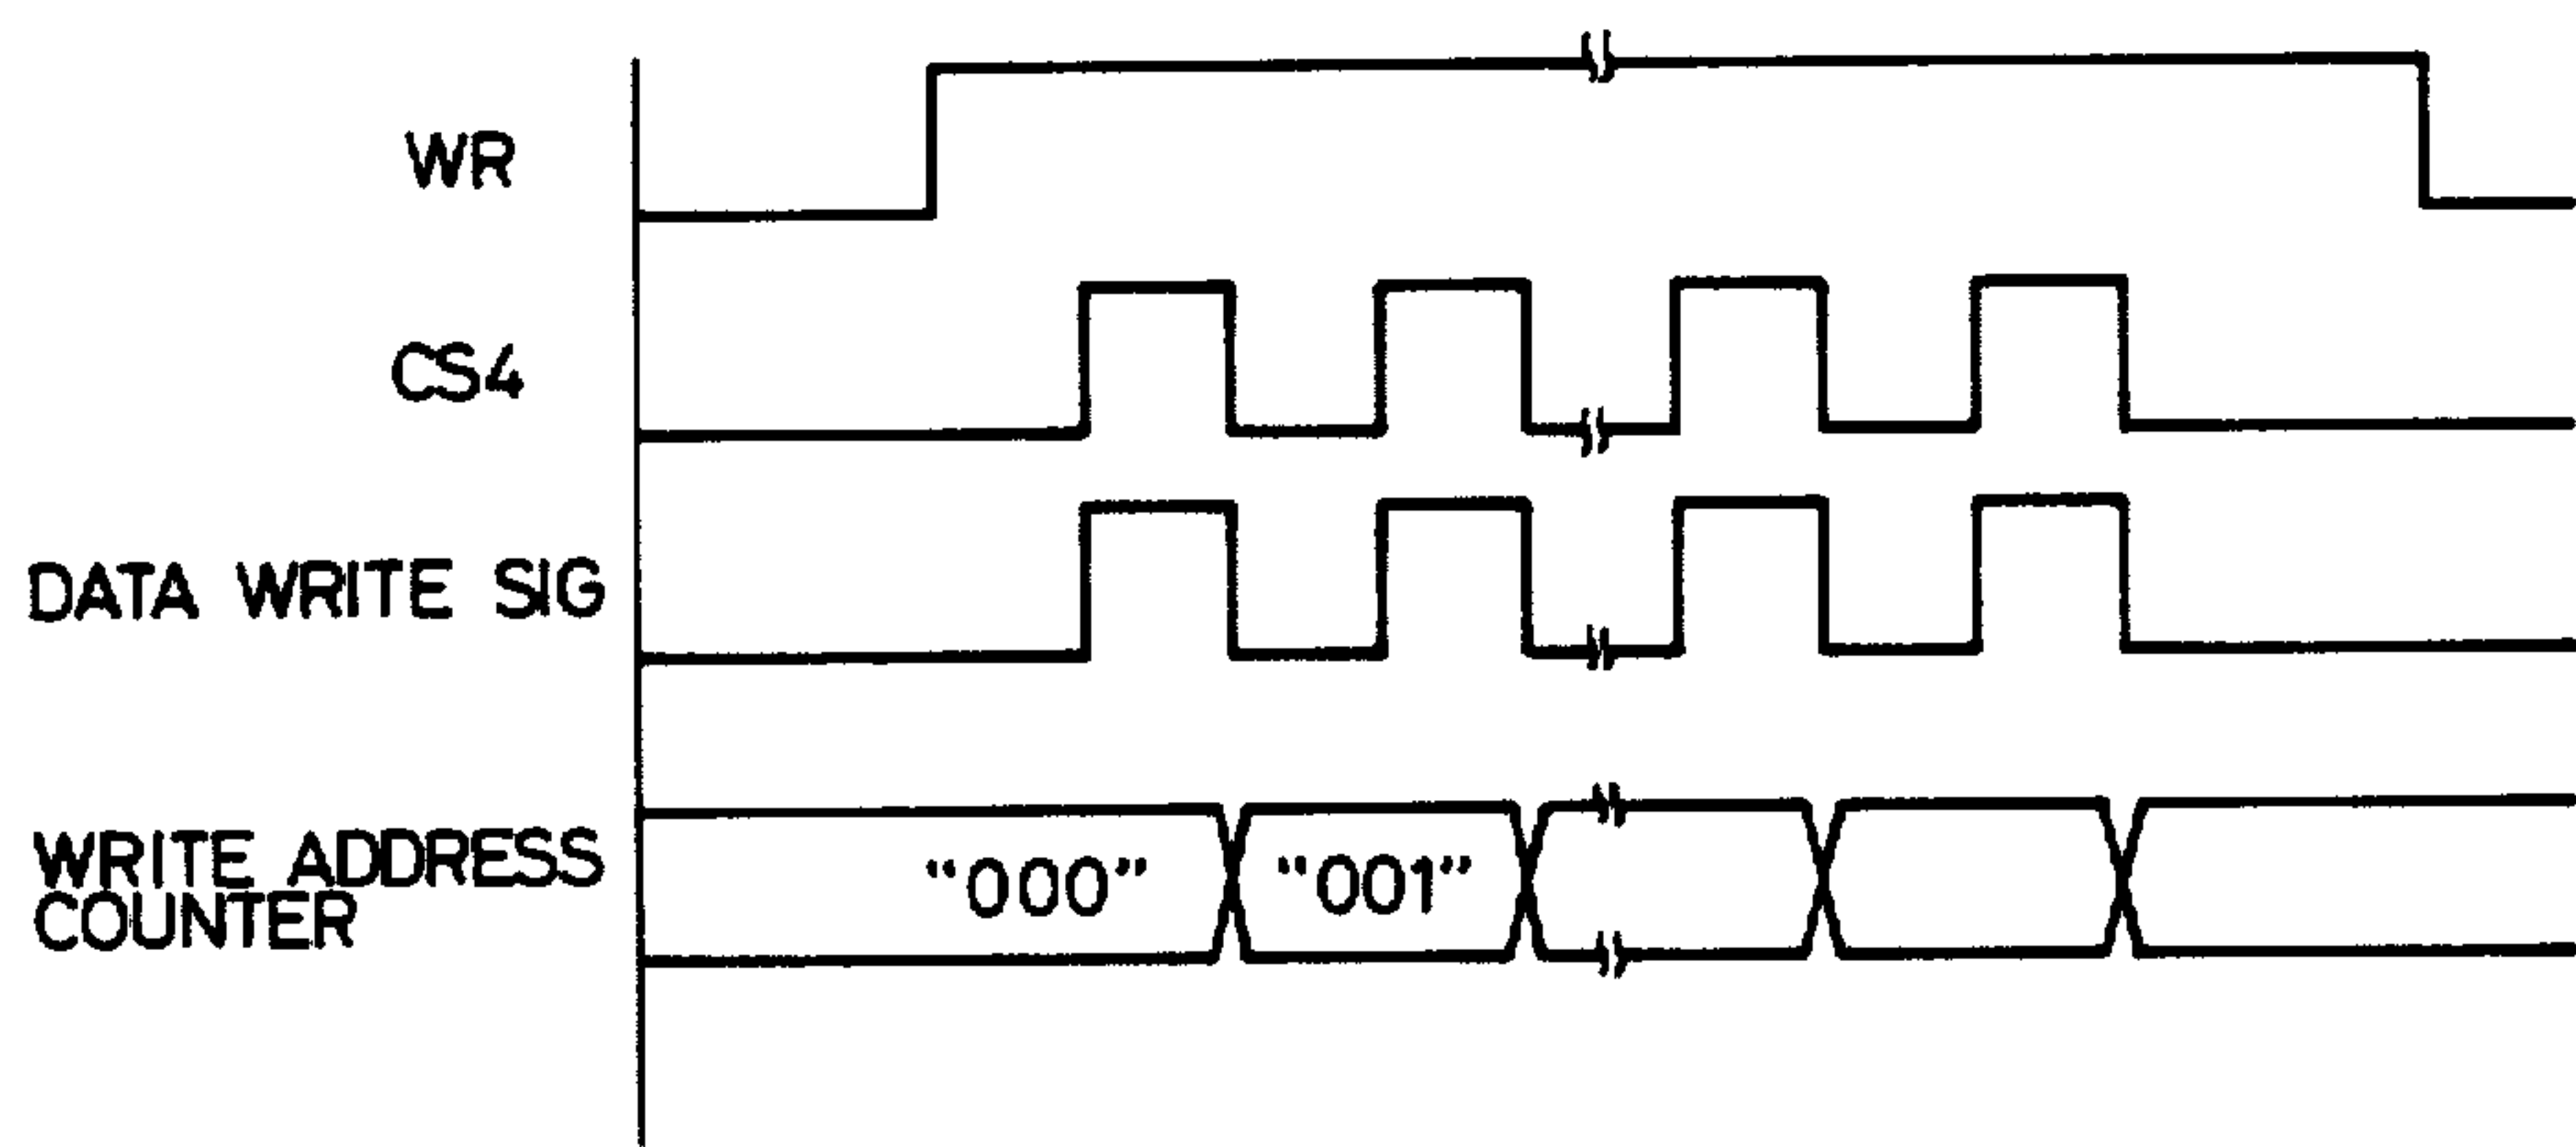 WR
CS4
DATA WRITE SIG
WRITE ADDRESS
COUNTER
"000" "001"